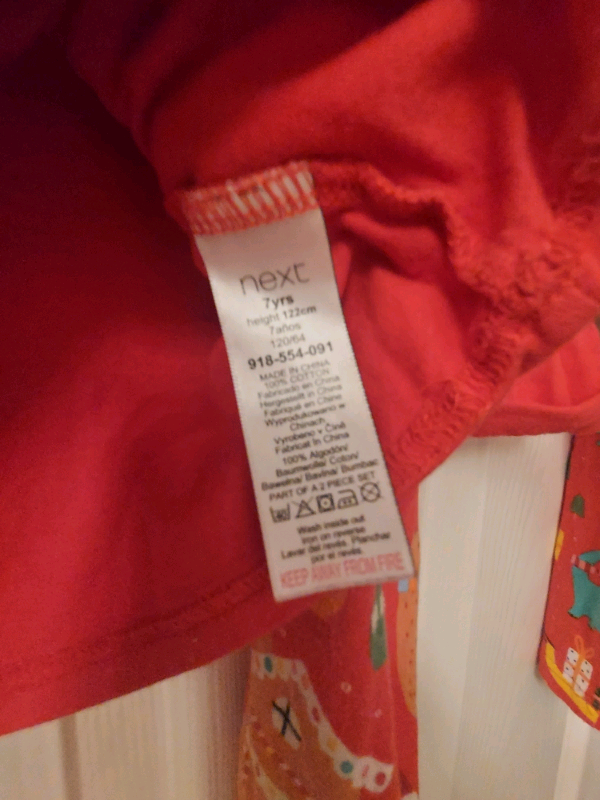 next
7yrs
height 122cm
7años
120/64
918-554-091
MADE IN CHINA
100% COTTON
Fabricado en China
Hergestellt in China
Fabriqué en Chine
Wyprodukowano w
Chinach
Vyrobeno v Číně
Fabricat în China
100% Algodón/
Baumwolle/ Coton/
Bawełna/ Bavlna/ Bumbac
PART OF A 2 PIECE SET
Wash inside out
Iron on reverse
Lavar del revés. Planchar
por el revés.
KEEP AWAY FROM FIRE